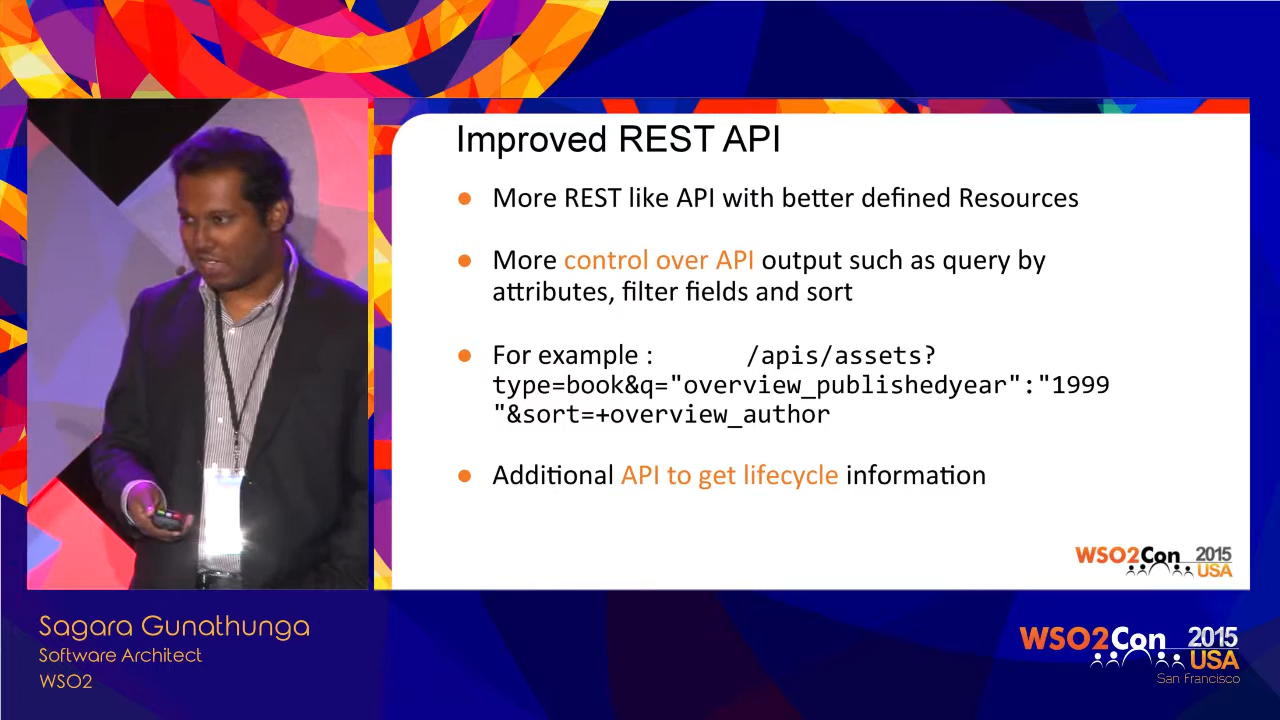 Improved REST API
More REST like API with better defined Resources
More control over API output such as query by
attributes, filter fields and sort
For example : /apis/assets?
type=book&q="overview_publishedyear":"1999
"&sort=+overview_author
Additional API to get lifecycle information
WSO2Con 2015
USA
Sagara Gunathunga
Software Architect
WSO2
WSO2Con 2015
USA
San Francisco